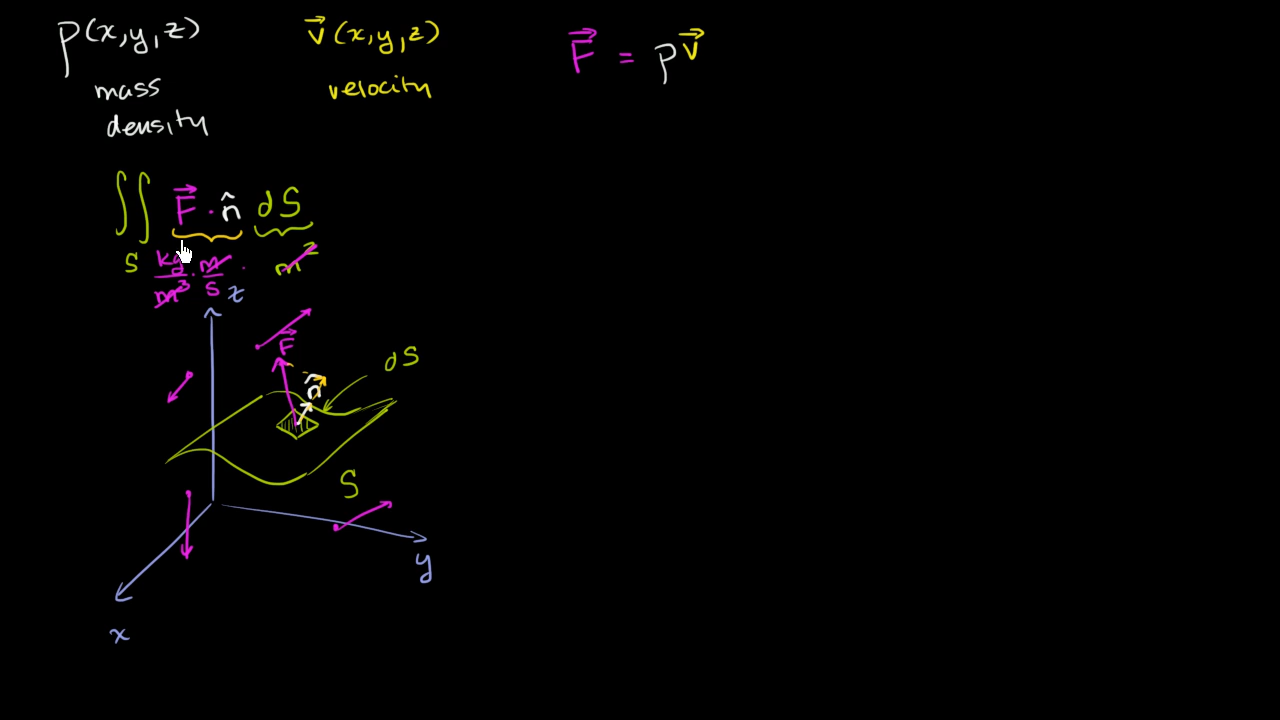 ρ(x,y,z)
mass
density
v⃗(x,y,z)
velocity
F⃗ = ρv⃗
∬ F⃗ · n̂ dS
S
kg/m³ · m/s · m²
z
F⃗
n̂
dS
S
y
x